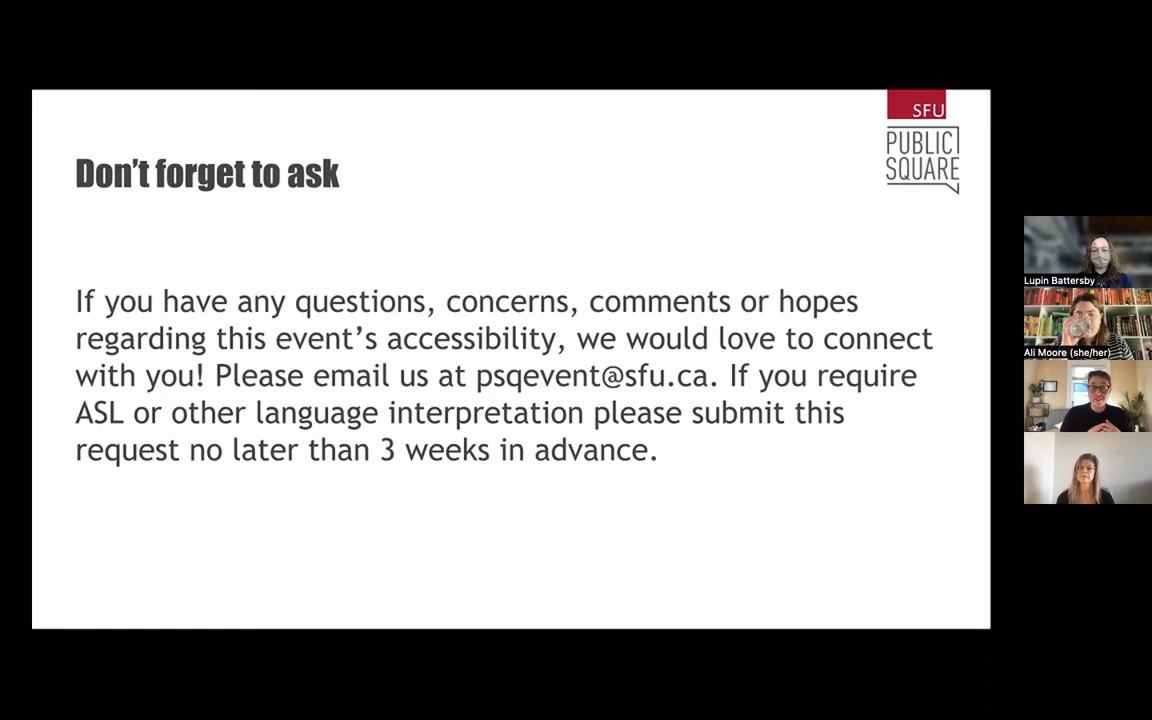 SFU
PUBLIC
SQUARE
Don't forget to ask
If you have any questions, concerns, comments or hopes
regarding this event's accessibility, we would love to connect
with you! Please email us at psqevent@sfu.ca. If you require
ASL or other language interpretation please submit this
request no later than 3 weeks in advance.
Lupin Battersby
Ali Moore (she/her)